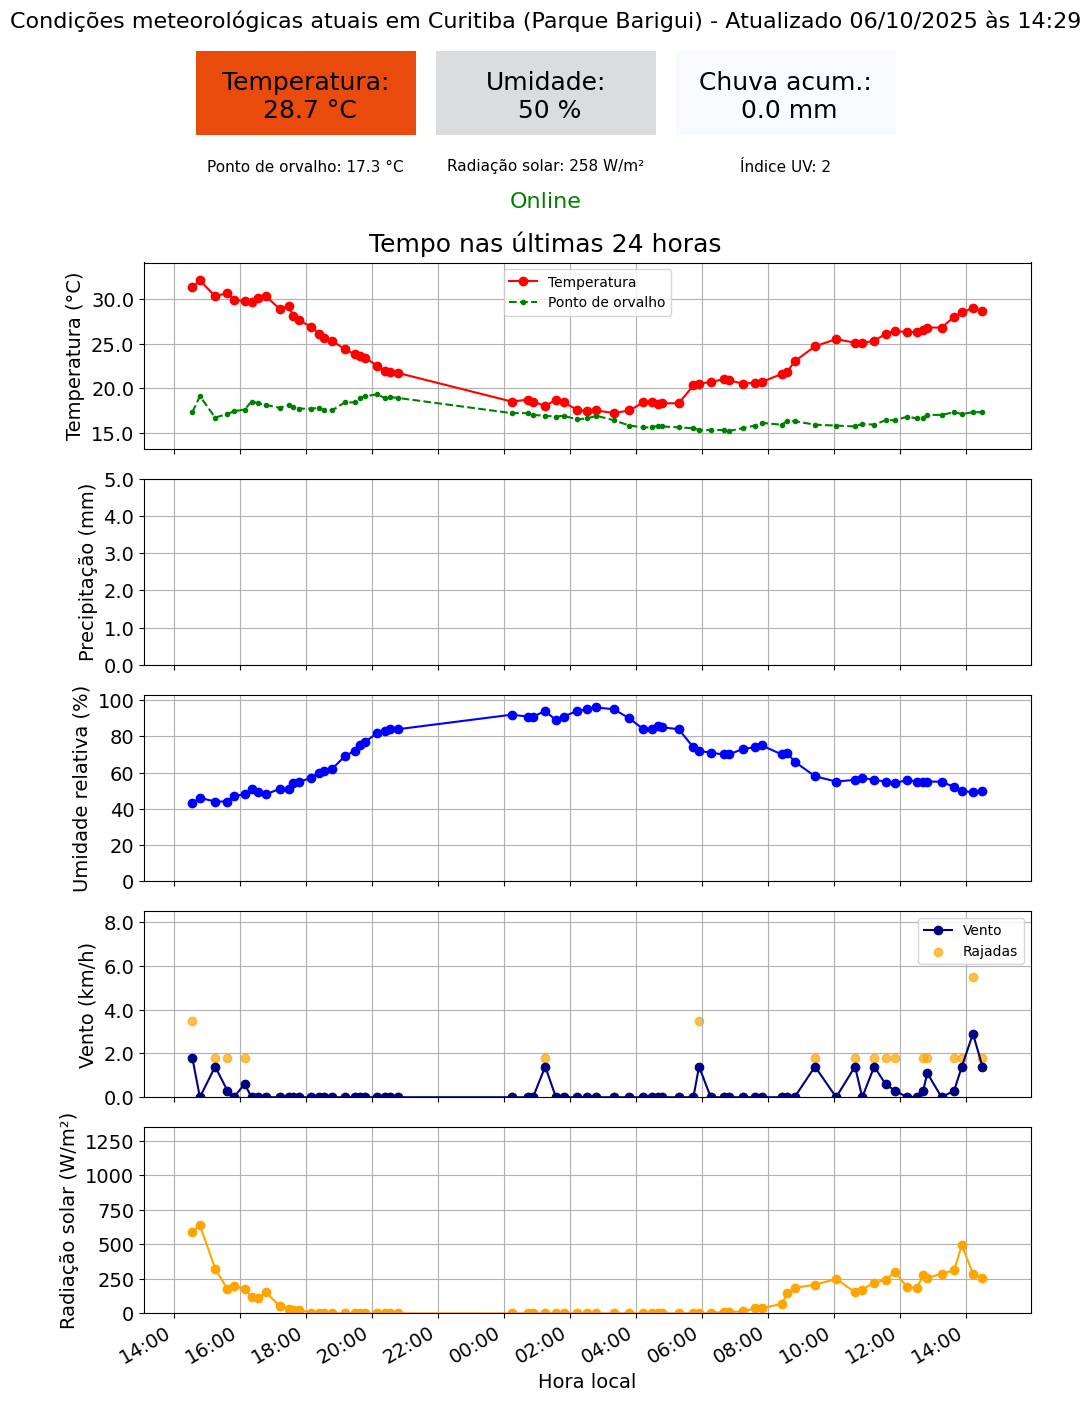 Condições meteorológicas atuais em Curitiba (Parque Barigui) - Atualizado 06/10/2025 às 14:29
Temperatura:
28.7 °C
Umidade:
50 %
Chuva acum.:
0.0 mm
Ponto de orvalho: 17.3 °C
Radiação solar: 258 W/m²
Índice UV: 2
Online
Tempo nas últimas 24 horas
Temperatura (°C)
30.0
25.0
20.0
15.0
Temperatura
Ponto de orvalho
Precipitação (mm)
5.0
4.0
3.0
2.0
1.0
0.0
Umidade relativa (%)
100
80
60
40
20
0
Vento (km/h)
8.0
6.0
4.0
2.0
0.0
Vento
Rajadas
Radiação solar (W/m²)
1250
1000
750
500
250
0
14:00
16:00
18:00
20:00
22:00
00:00
02:00
04:00
06:00
08:00
10:00
12:00
14:00
Hora local